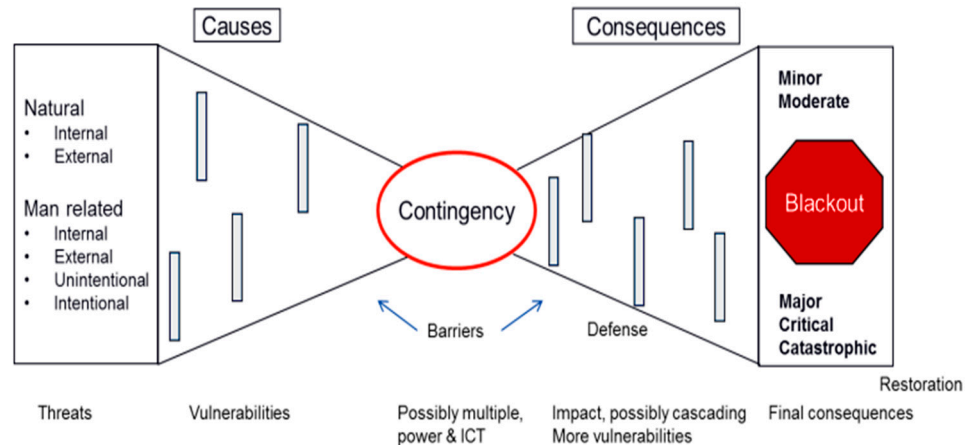 Causes
Consequences
Natural
• Internal
• External
Man related
• Internal
• External
• Unintentional
• Intentional
Contingency
Minor
Moderate
Blackout
Major
Critical
Catastrophic
Barriers
Defense
Restoration
Threats
Vulnerabilities
Possibly multiple,
power & ICT
Impact, possibly cascading
More vulnerabilities
Final consequences